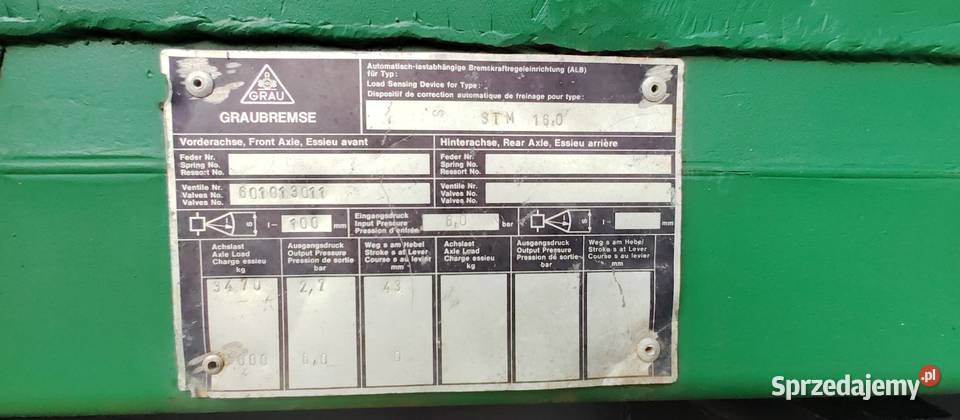 GRAU
GRAUBREMSE
Automatisch-lastabhängige Bremskraftregeleinrichtung (ALB)
für Typ:
Load Sensing Device for Type:
Dispositif de correction automatique de freinage pour type:
S STM 16.0
Vorderachse, Front Axle, Essieu avant
Hinterachse, Rear Axle, Essieu arrière
Feder Nr.
Spring No.
Ressort No.
Feder Nr.
Spring No.
Ressort No.
Ventile Nr.
Valves No.
Valves No.
601013011
Ventile Nr.
Valves No.
Valves No.
S l- 100 mm
Eingangsdruck
Input Pressure
Pression d'entrée
6,0 bar
S l- mm
Achslast
Axle Load
Charge essieu
kg
Ausgangsdruck
Output Pressure
Pression de sortie
bar
Weg s am Hebel
Stroke s at Lever
Course s au levier
mm
Achslast
Axle Load
Charge essieu
kg
Ausgangsdruck
Output Pressure
Pression de sortie
bar
Weg s am Hebel
Stroke s at Lever
Course s au levier
mm
3470 2,7 43
000 6,0 0
Sprzedajemy.pl